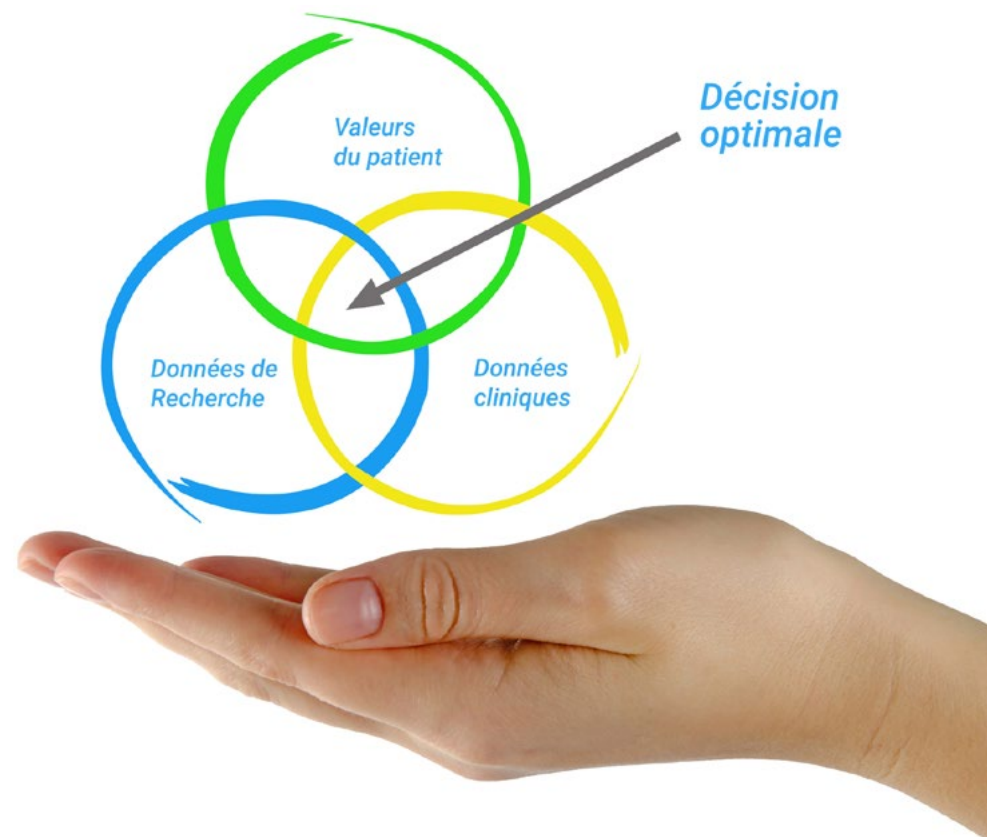 Valeurs
du patient
Décision
optimale
Données de
Recherche
Données
cliniques